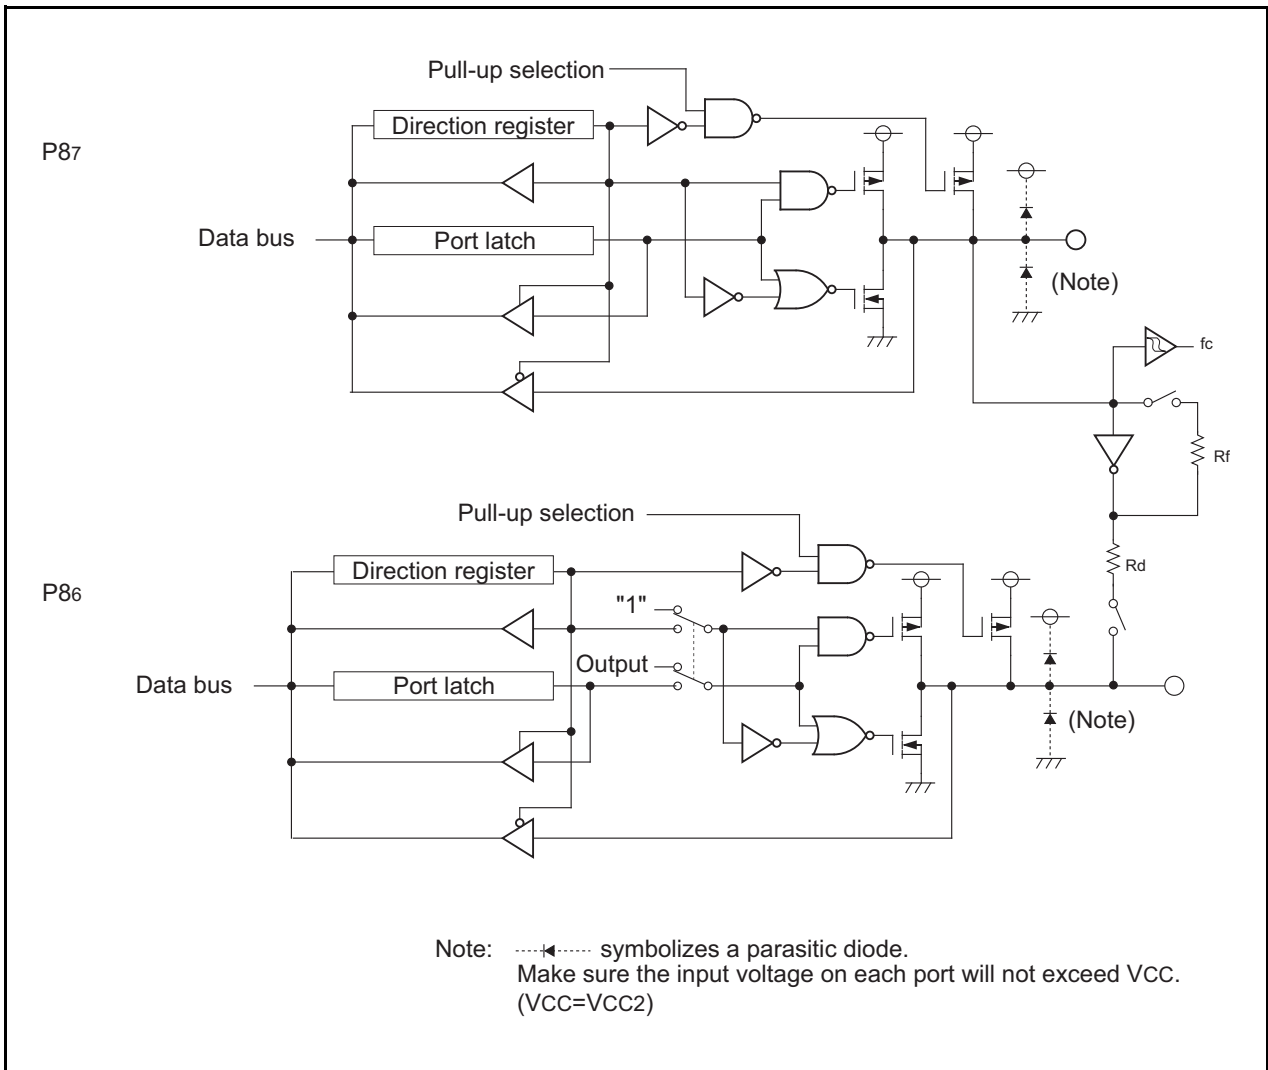 Pull-up selection
Direction register
P87
Data bus
Port latch
(Note)
fc
Rf
Pull-up selection
Direction register
Rd
P86
"1"
Output
Data bus
Port latch
(Note)
Note: symbolizes a parasitic diode.
Make sure the input voltage on each port will not exceed VCC.
(VCC=VCC2)